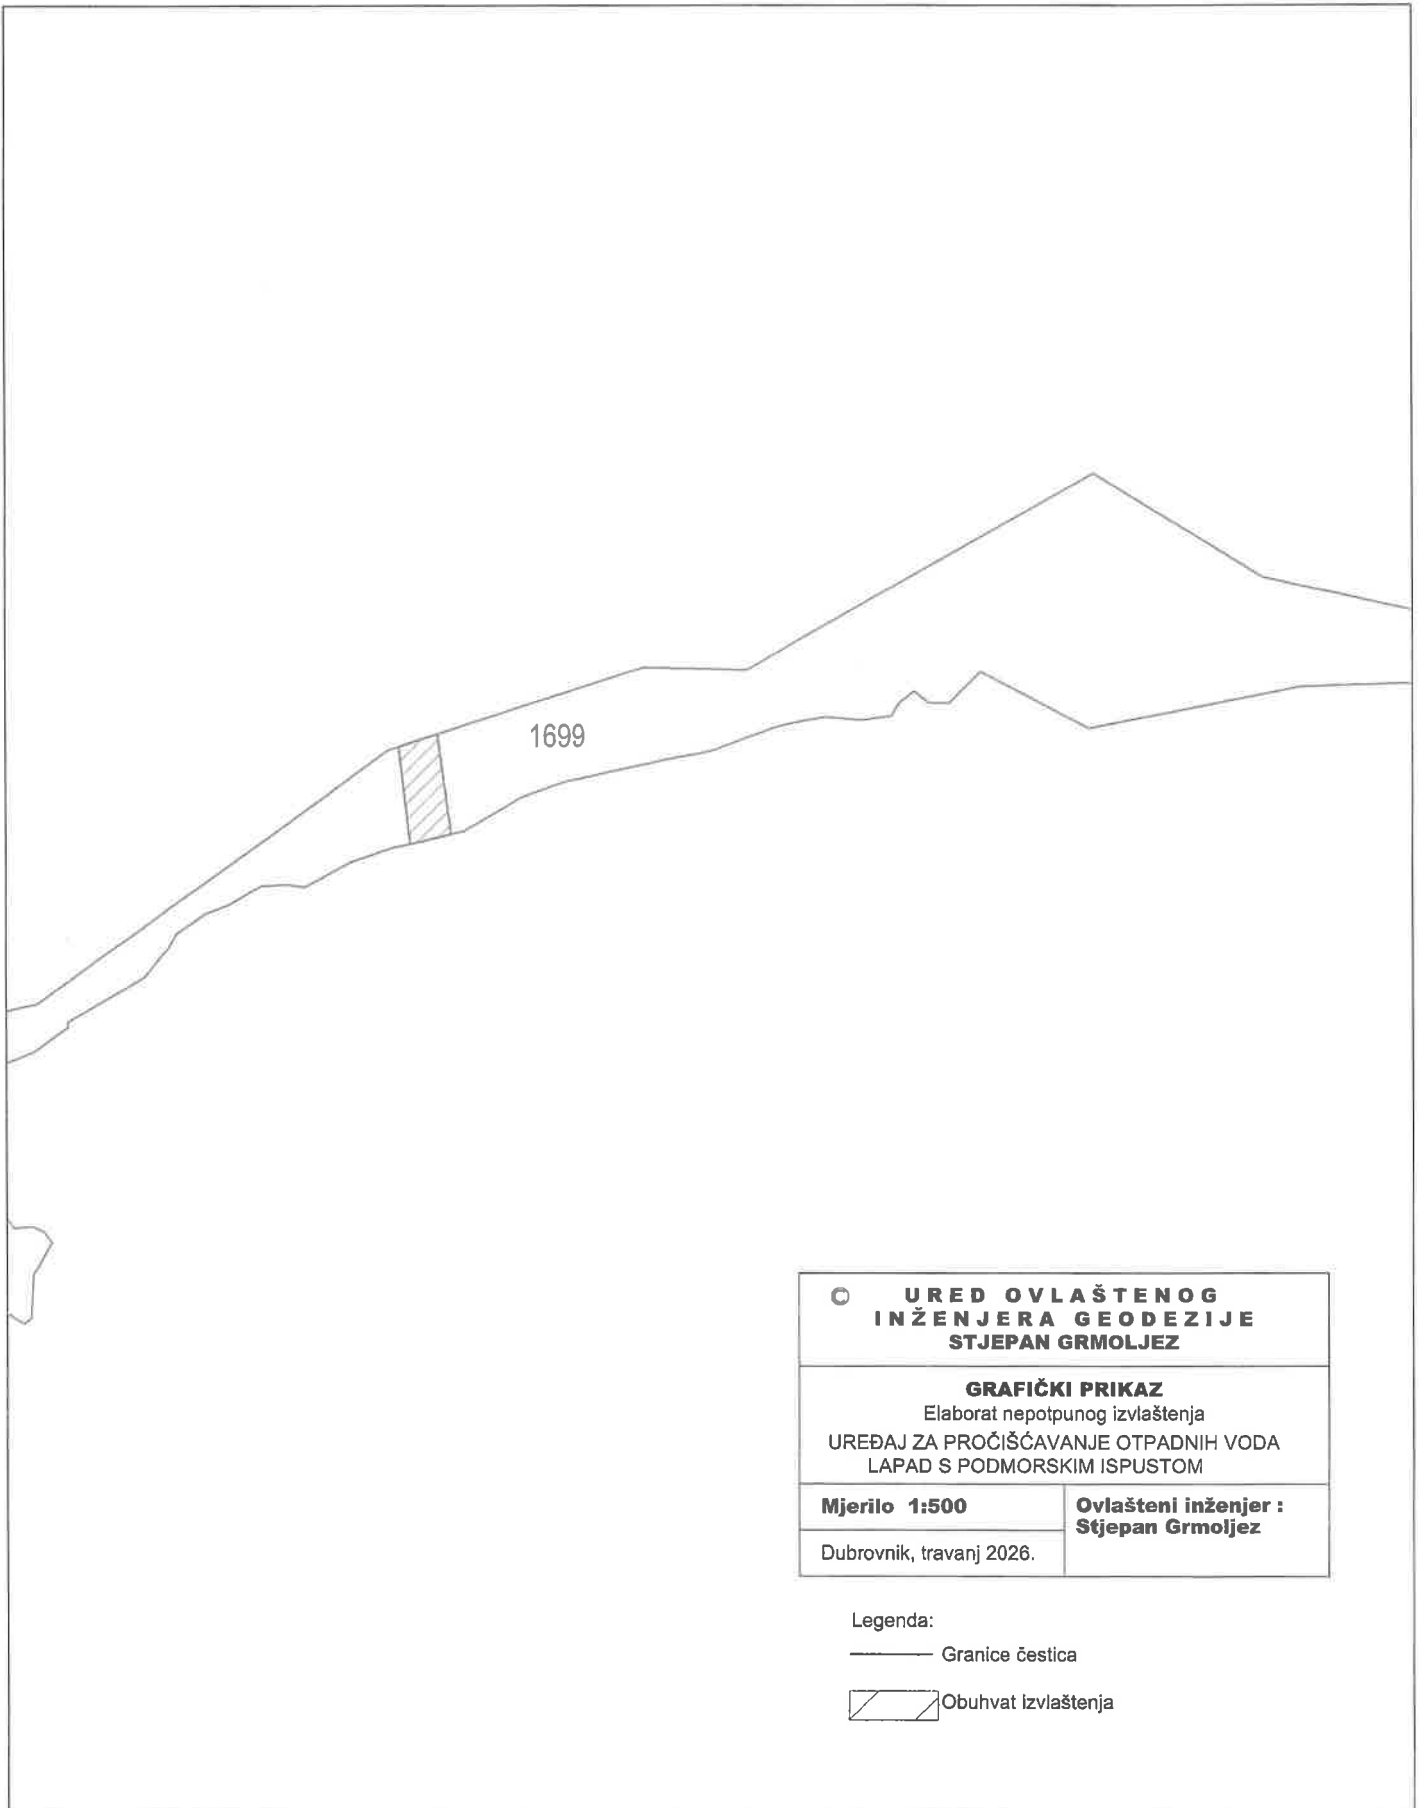 1699
© URED OVLAŠTENOG
INŽENJERA GEODEZIJE
STJEPAN GRMOLJEZ
GRAFIČKI PRIKAZ
Elaborat nepotpunog izvlaštenja
UREĐAJ ZA PROČIŠĆAVANJE OTPADNIH VODA
LAPAD S PODMORSKIM ISPUSTOM
Mjerilo 1:500
Dubrovnik, travanj 2026.
Ovlašteni inženjer :
Stjepan Grmoljez
Legenda:
Granice čestica
Obuhvat izvlaštenja